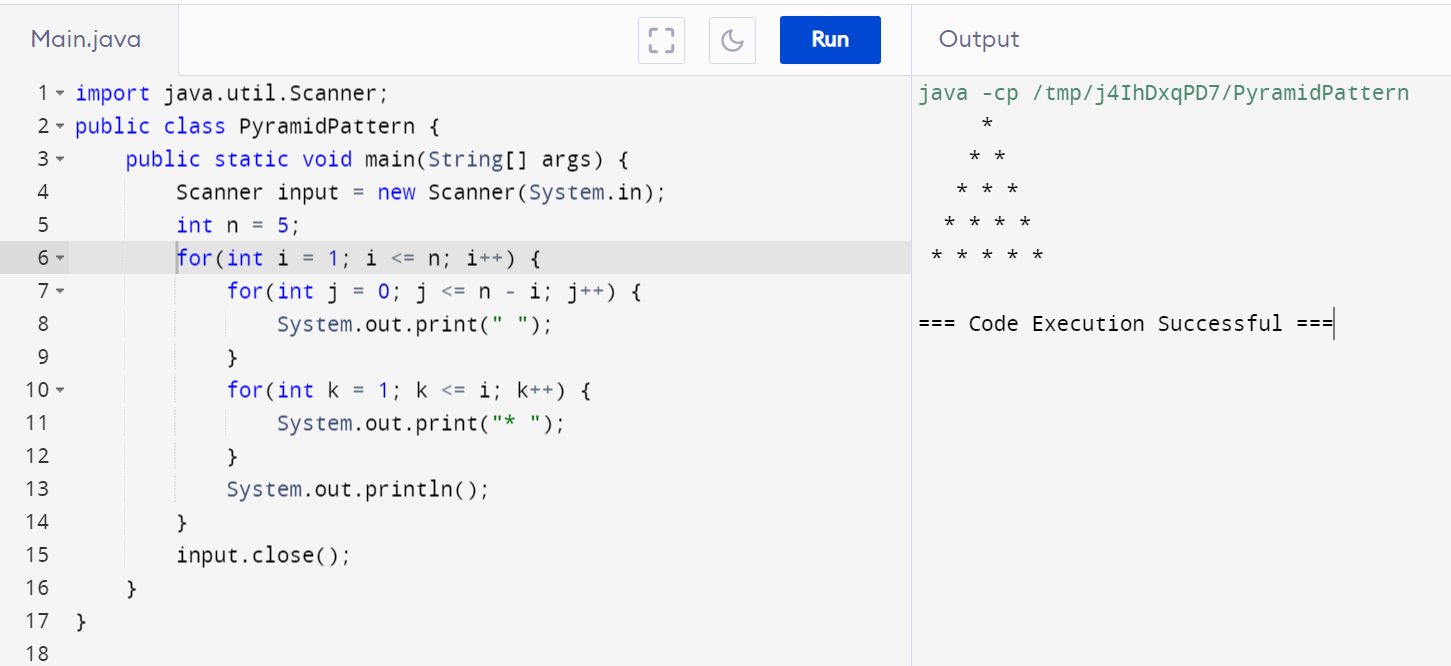 Main.java
Run
Output
1 import java.util.Scanner;
2 public class PyramidPattern {
3     public static void main(String[] args) {
4         Scanner input = new Scanner(System.in);
5         int n = 5;
6         for(int i = 1; i <= n; i++) {
7             for(int j = 0; j <= n - i; j++) {
8                 System.out.print(" ");
9             }
10             for(int k = 1; k <= i; k++) {
11                 System.out.print("* ");
12             }
13             System.out.println();
14         }
15         input.close();
16     }
17 }
18
java -cp /tmp/j4IhDxqPD7/PyramidPattern
     *
    * *
   * * *
  * * * *
 * * * * *
=== Code Execution Successful ===